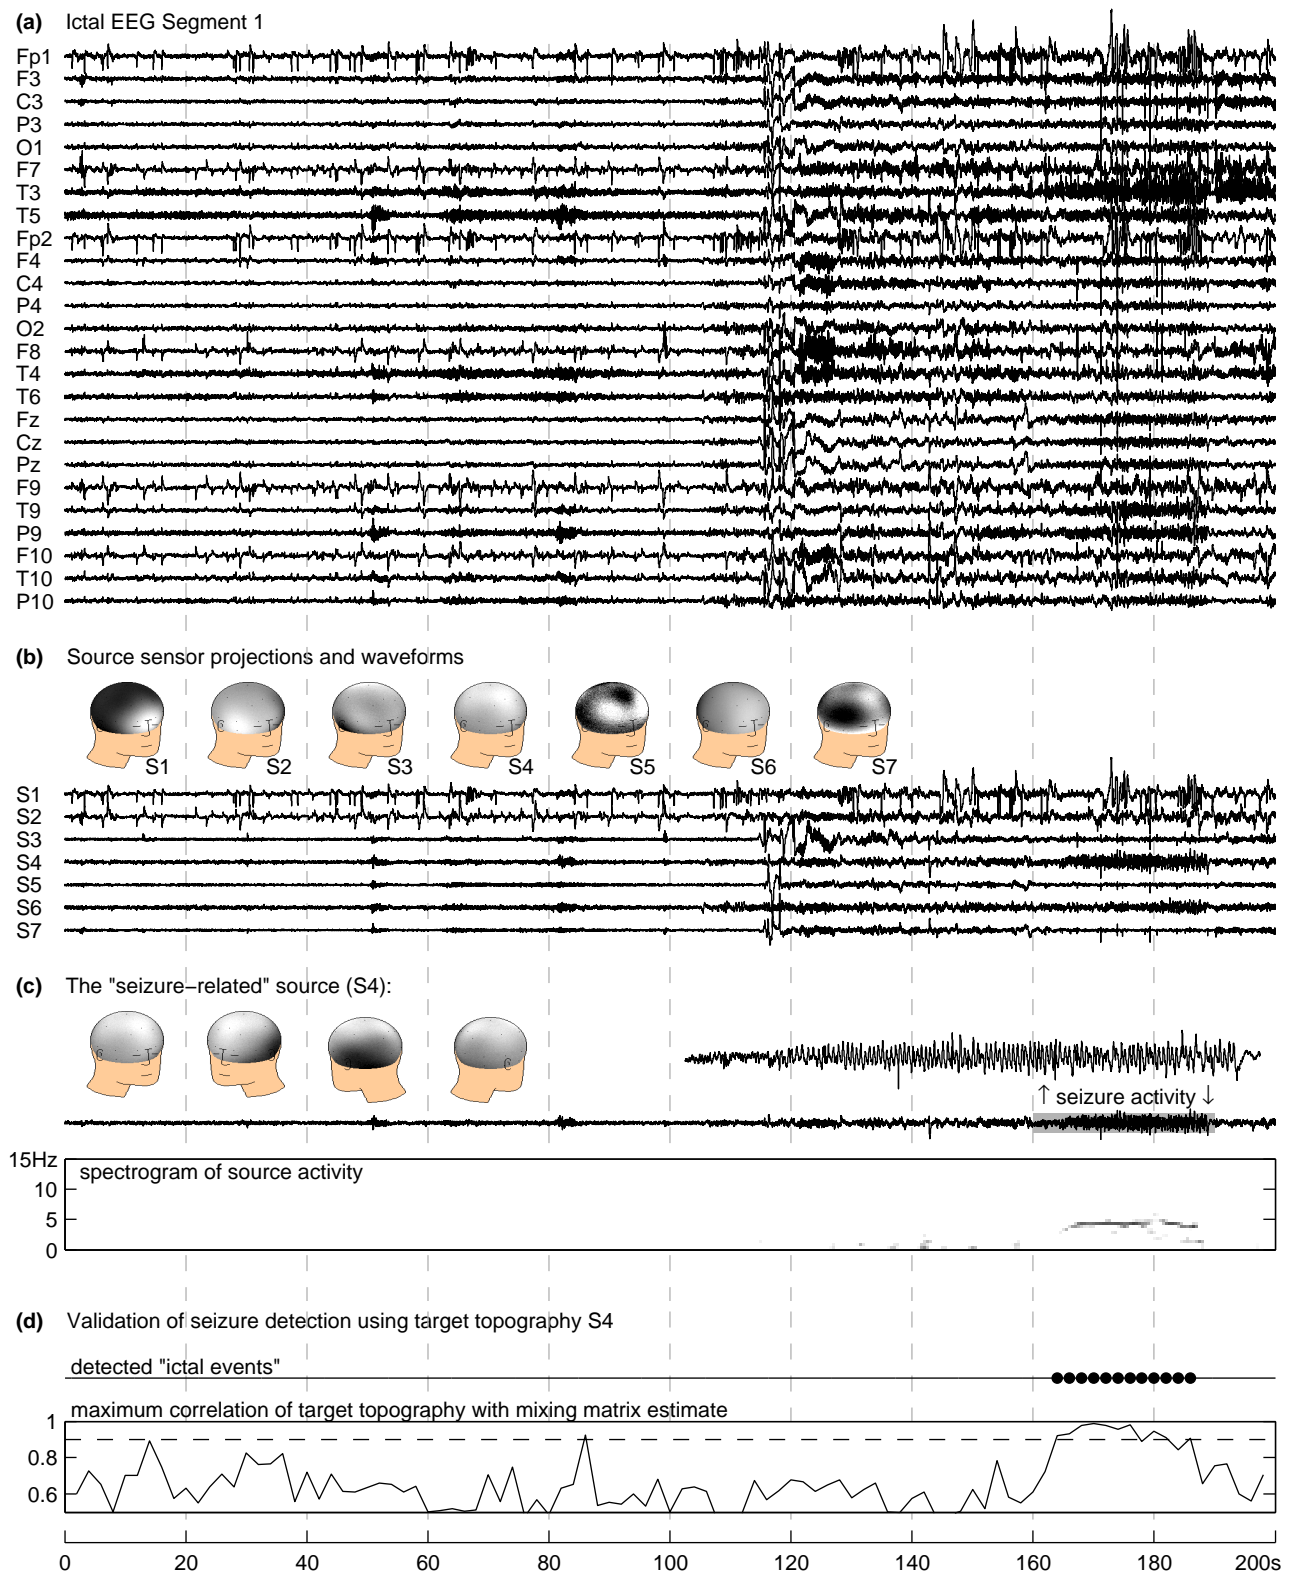 (a) Ictal EEG Segment 1
Fp1
F3
C3
P3
O1
F7
T3
T5
Fp2
F4
C4
P4
O2
F8
T4
T6
Fz
Cz
Pz
F9
T9
P9
F10
T10
P10
(b) Source sensor projections and waveforms
S1 S2 S3 S4 S5 S6 S7
S1
S2
S3
S4
S5
S6
S7
(c) The "seizure−related" source (S4):
↑ seizure activity ↓
15Hz
spectrogram of source activity
10
5
0
(d) Validation of seizure detection using target topography S4
detected "ictal events"
maximum correlation of target topography with mixing matrix estimate
1
0.8
0.6
0 20 40 60 80 100 120 140 160 180 200s